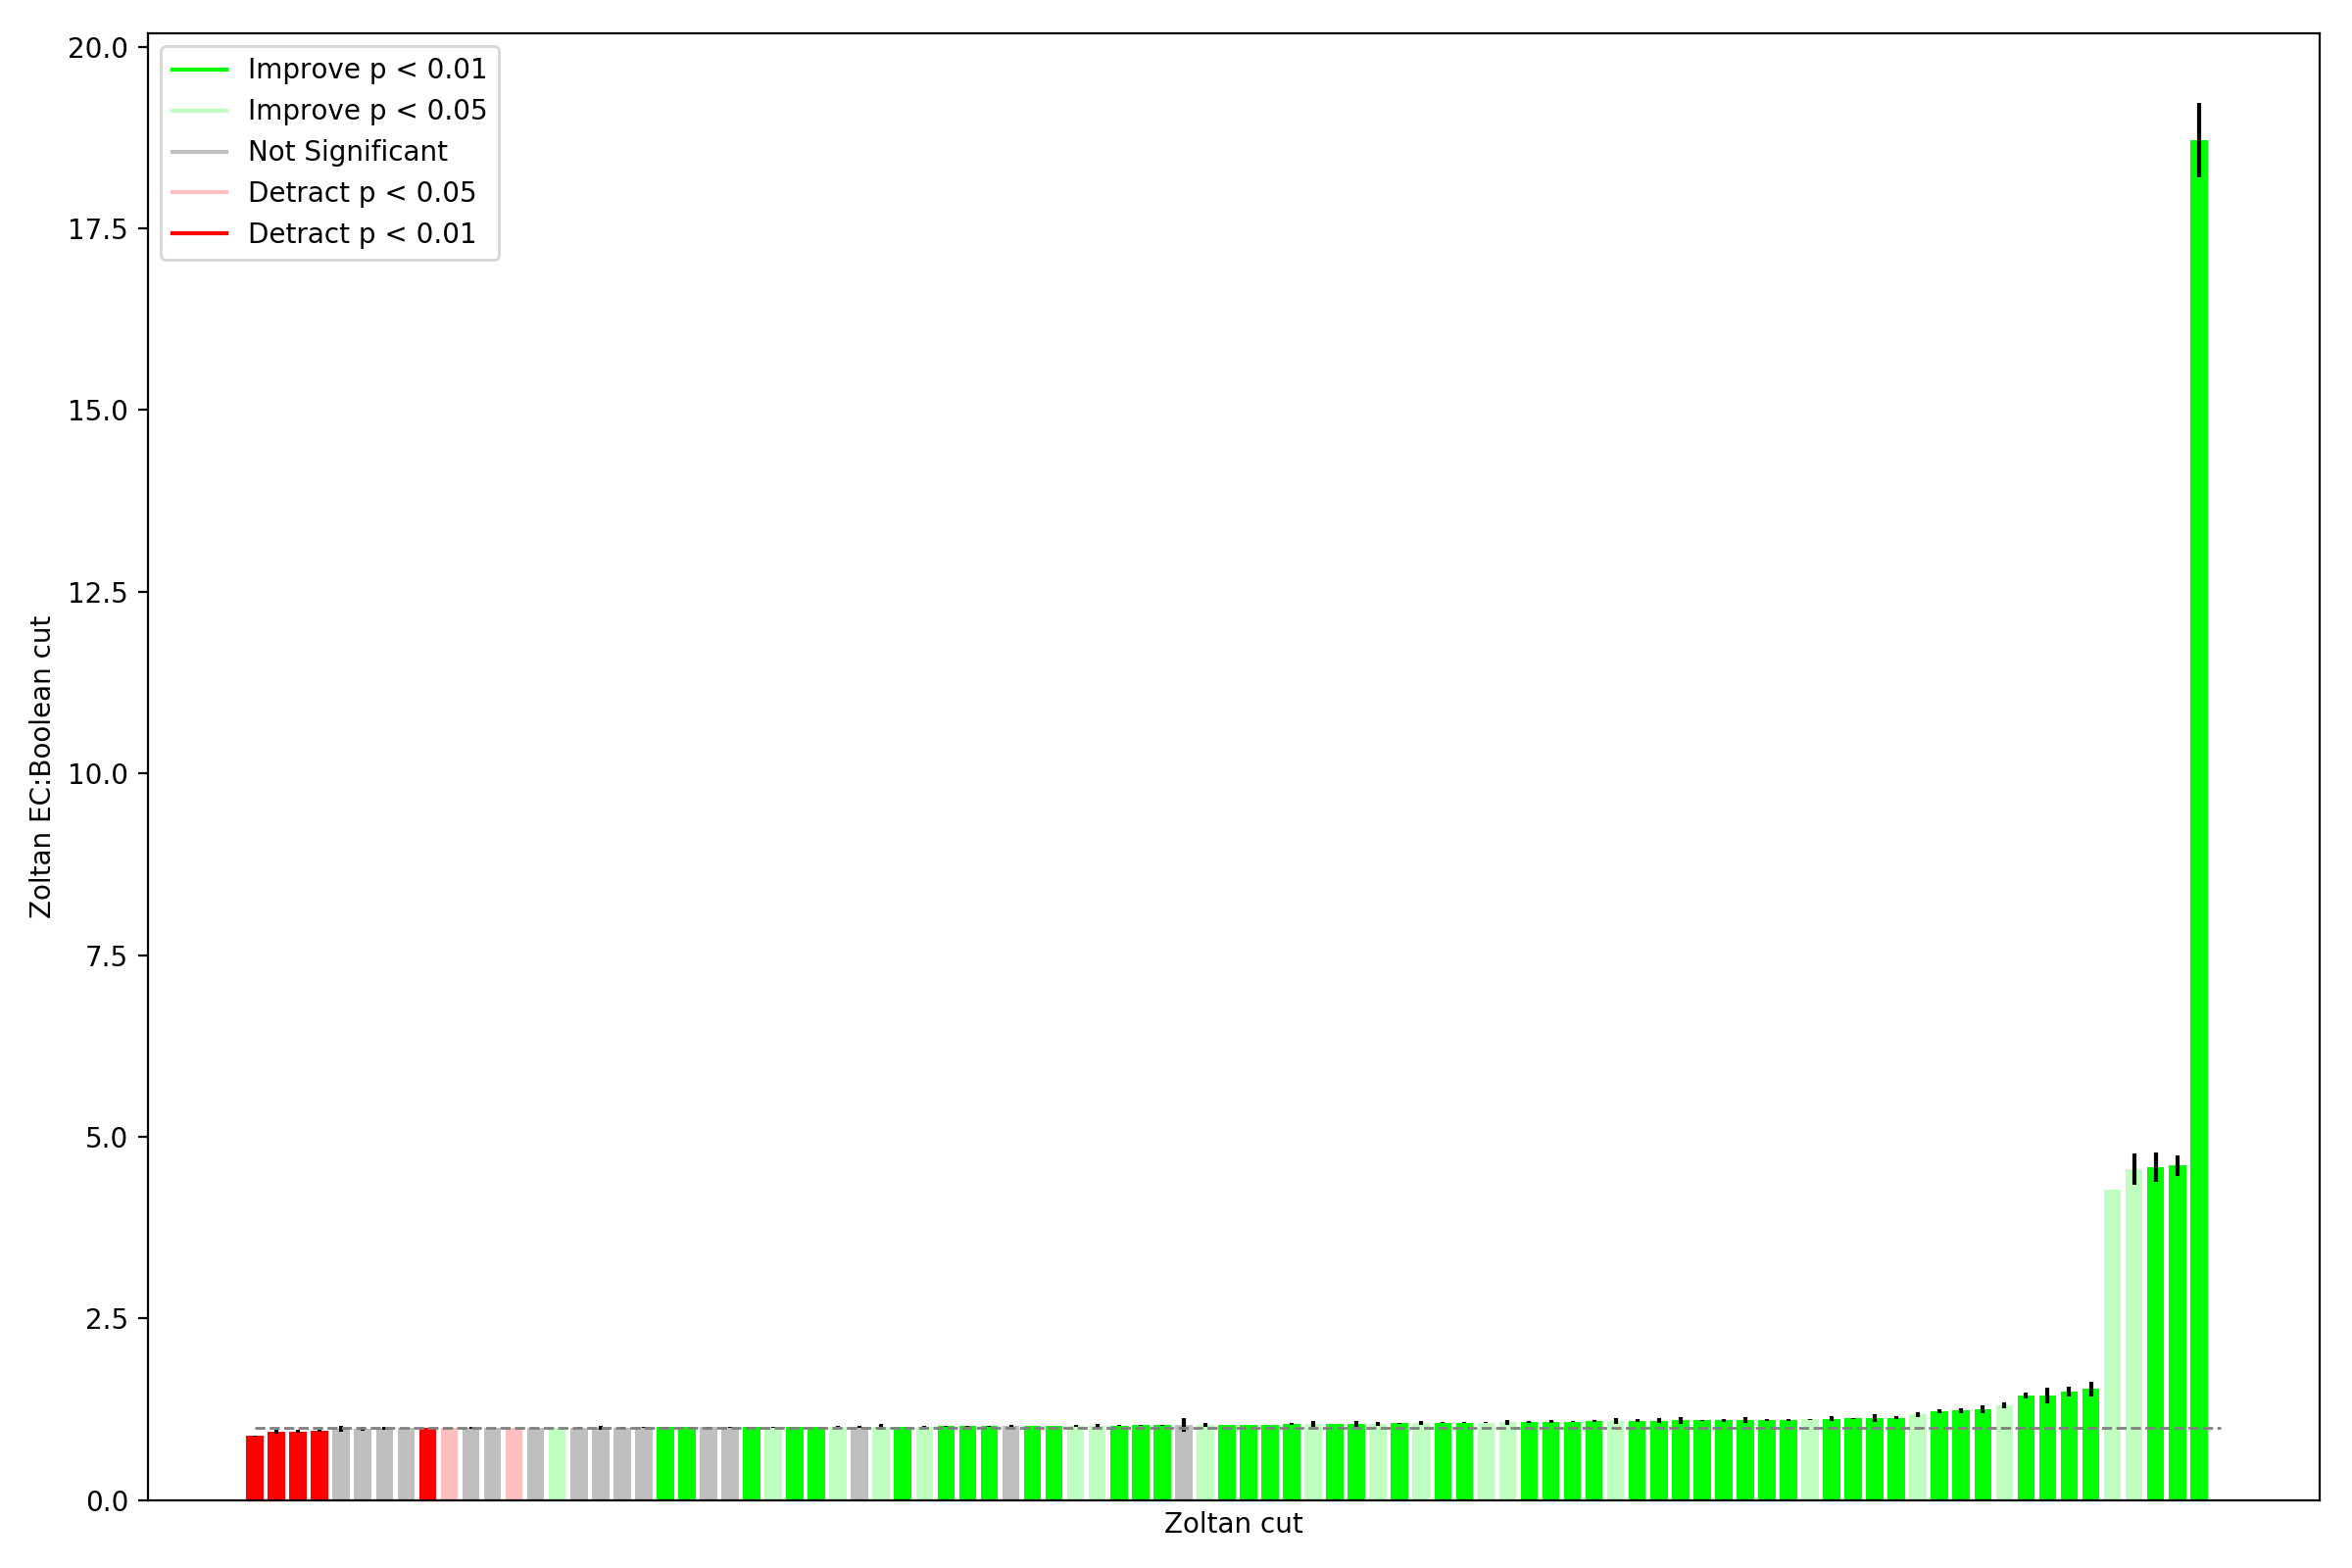 Improve p < 0.01
Improve p < 0.05
Not Significant
Detract p < 0.05
Detract p < 0.01
20.0
17.5
15.0
12.5
10.0
7.5
5.0
2.5
0.0
Zoltan EC:Boolean cut
Zoltan cut